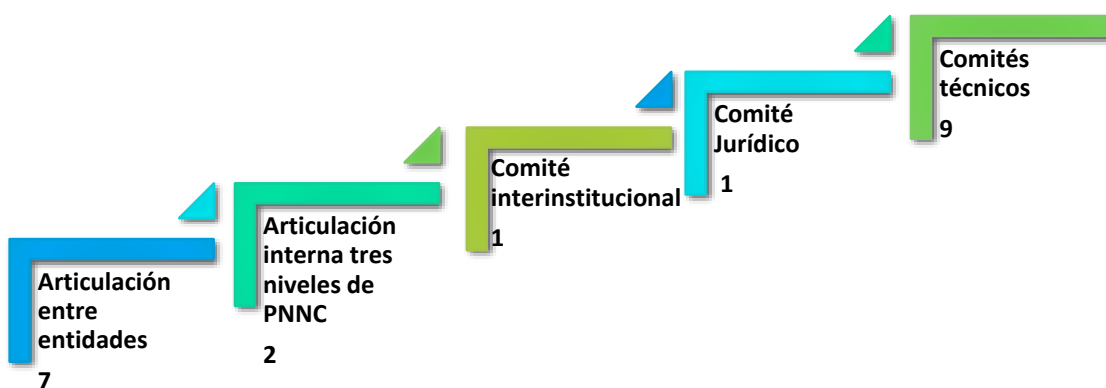 Articulación
entre
entidades
7
Articulación
interna tres
niveles de
PNNC
2
Comité
interinstitucional
1
Comité
Jurídico
1
Comités
técnicos
9